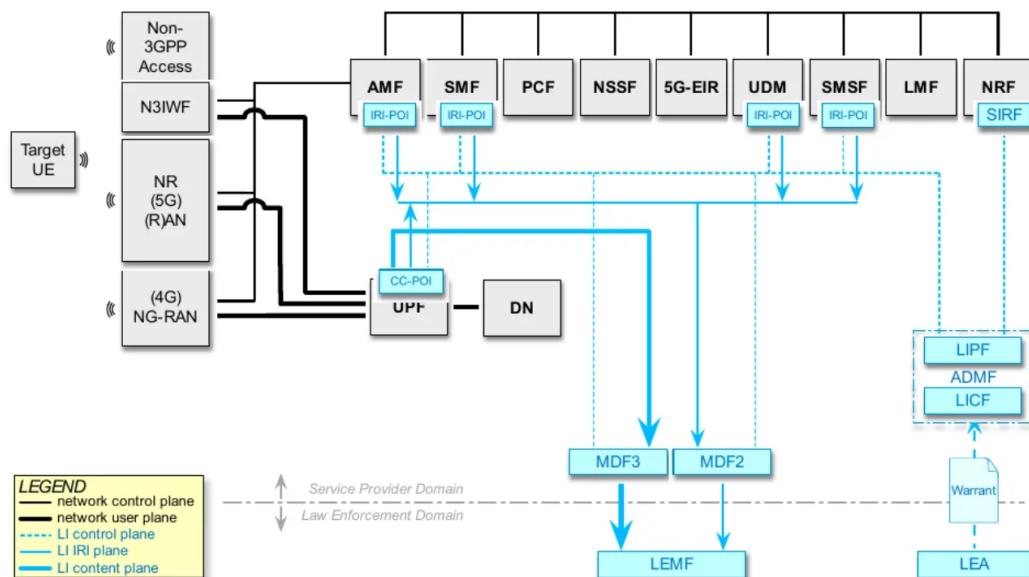 Non-
3GPP
Access
N3IWF
Target
UE
NR
(5G)
(R)AN
(4G)
NG-RAN
AMF
SMF
PCF
NSSF
5G-EIR
UDM
SMSF
LMF
NRF
IRI-POI
IRI-POI
IRI-POI
IRI-POI
SIRF
CC-POI
UPF
DN
LIPF
ADMF
LICF
MDF3
MDF2
Warrant
Service Provider Domain
Law Enforcement Domain
LEMF
LEA
LEGEND
network control plane
network user plane
LI control plane
LI IRI plane
LI content plane